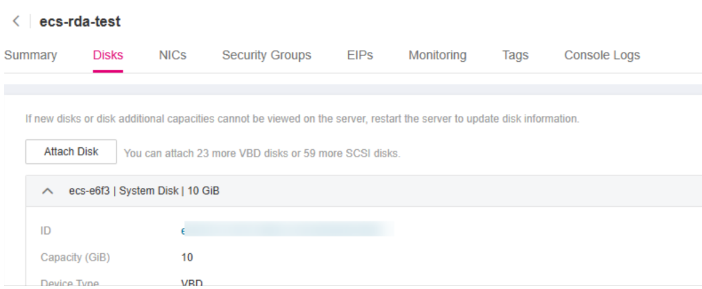 ecs-rda-test
Summary Disks NICs Security Groups EIPs Monitoring Tags Console Logs
If new disks or disk additional capacities cannot be viewed on the server, restart the server to update disk information.
Attach Disk You can attach 23 more VBD disks or 59 more SCSI disks.
ecs-e6f3 | System Disk | 10 GiB
ID
Capacity (GiB) 10
Device Type VBD